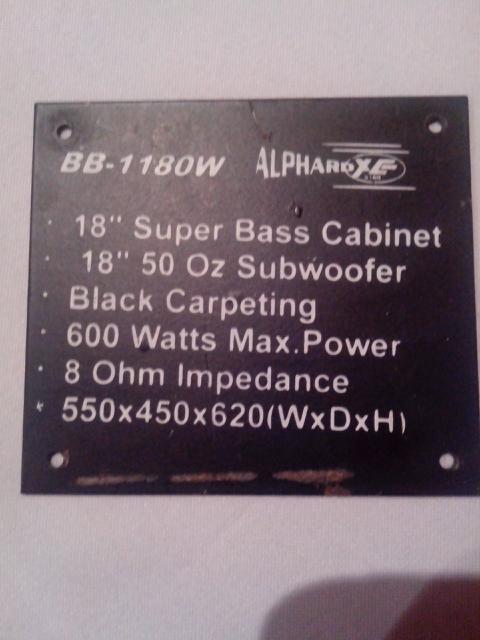 BB-1180W ALPHARD XF
18" Super Bass Cabinet
18" 50 Oz Subwoofer
Black Carpeting
600 Watts Max.Power
8 Ohm Impedance
550x450x620(WxDxH)